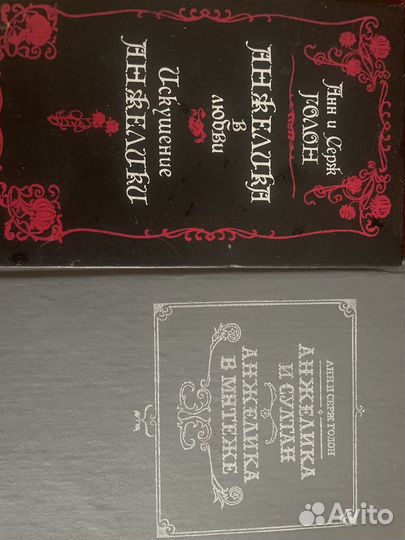 Анн и Серж
ГОЛОН
АНЖЕЛИКА
в
любви
Искушение
АНЖЕЛИКИ
АНН И СЕРЖ ГОЛОН
АНЖЕЛИКА
И СУЛТАН
АНЖЕЛИКА
В МЯТЕЖЕ
Avito